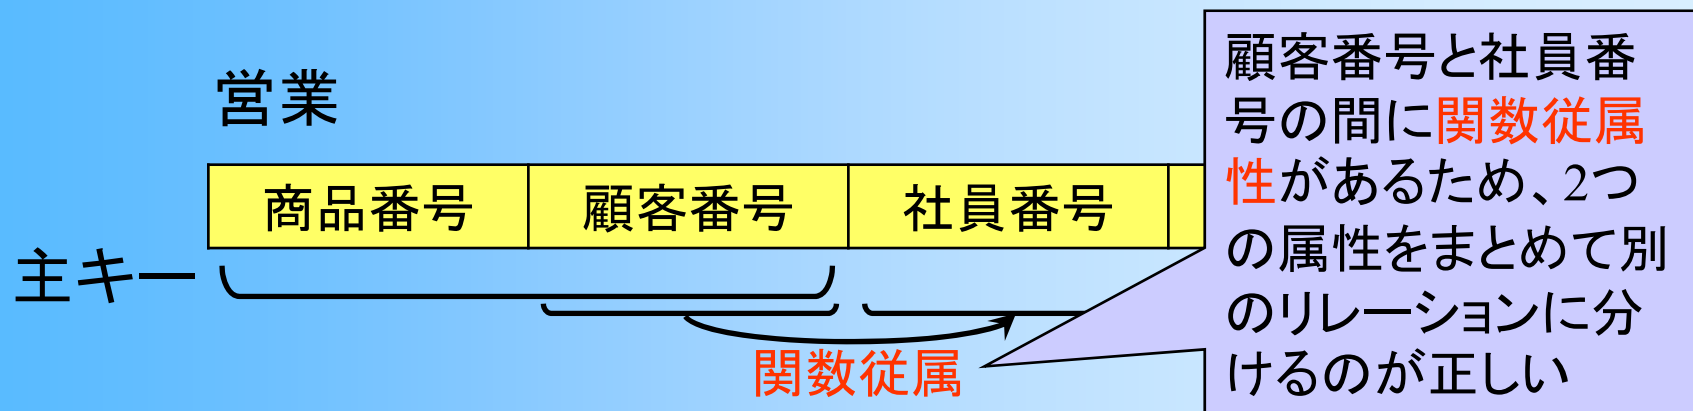 営業
商品番号 顧客番号 社員番号
主キー
関数従属
顧客番号と社員番
号の間に関数従属
性があるため、2つ
の属性をまとめて別
のリレーションに分
けるのが正しい